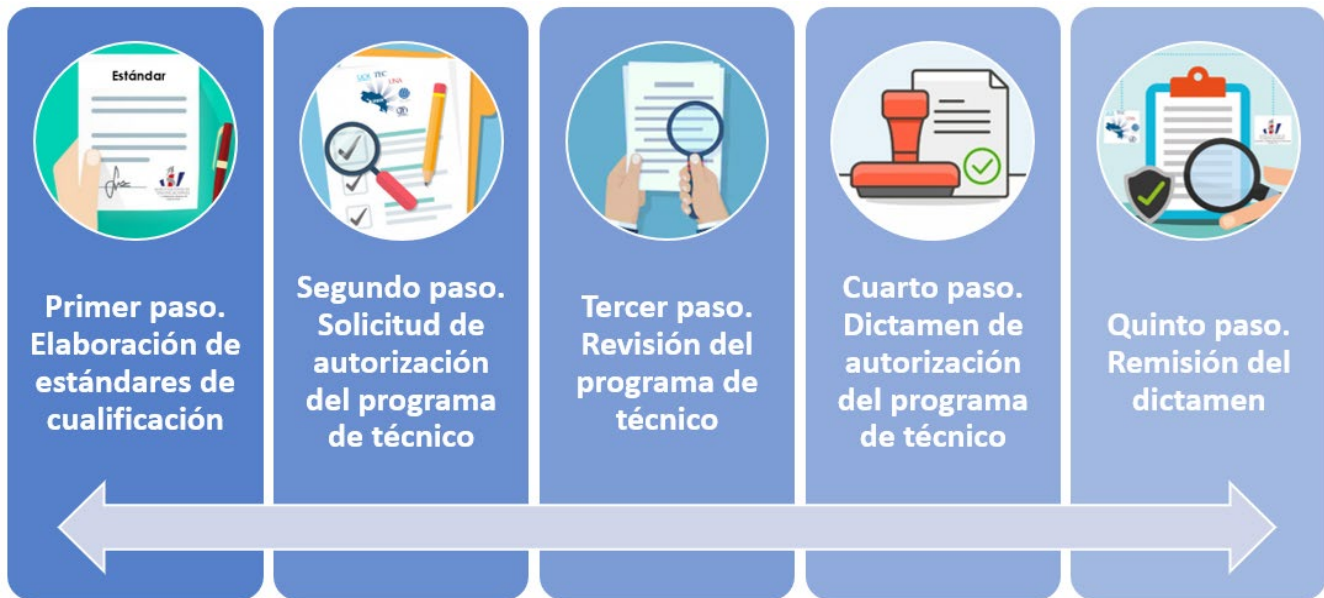 Estándar
TEC
UNA
Primer paso.
Elaboración de
estándares de
cualificación
Segundo paso.
Solicitud de
autorización
del programa
de técnico
Tercer paso.
Revisión del
programa de
técnico
Cuarto paso.
Dictamen de
autorización
del programa
de técnico
Quinto paso.
Remisión del
dictamen